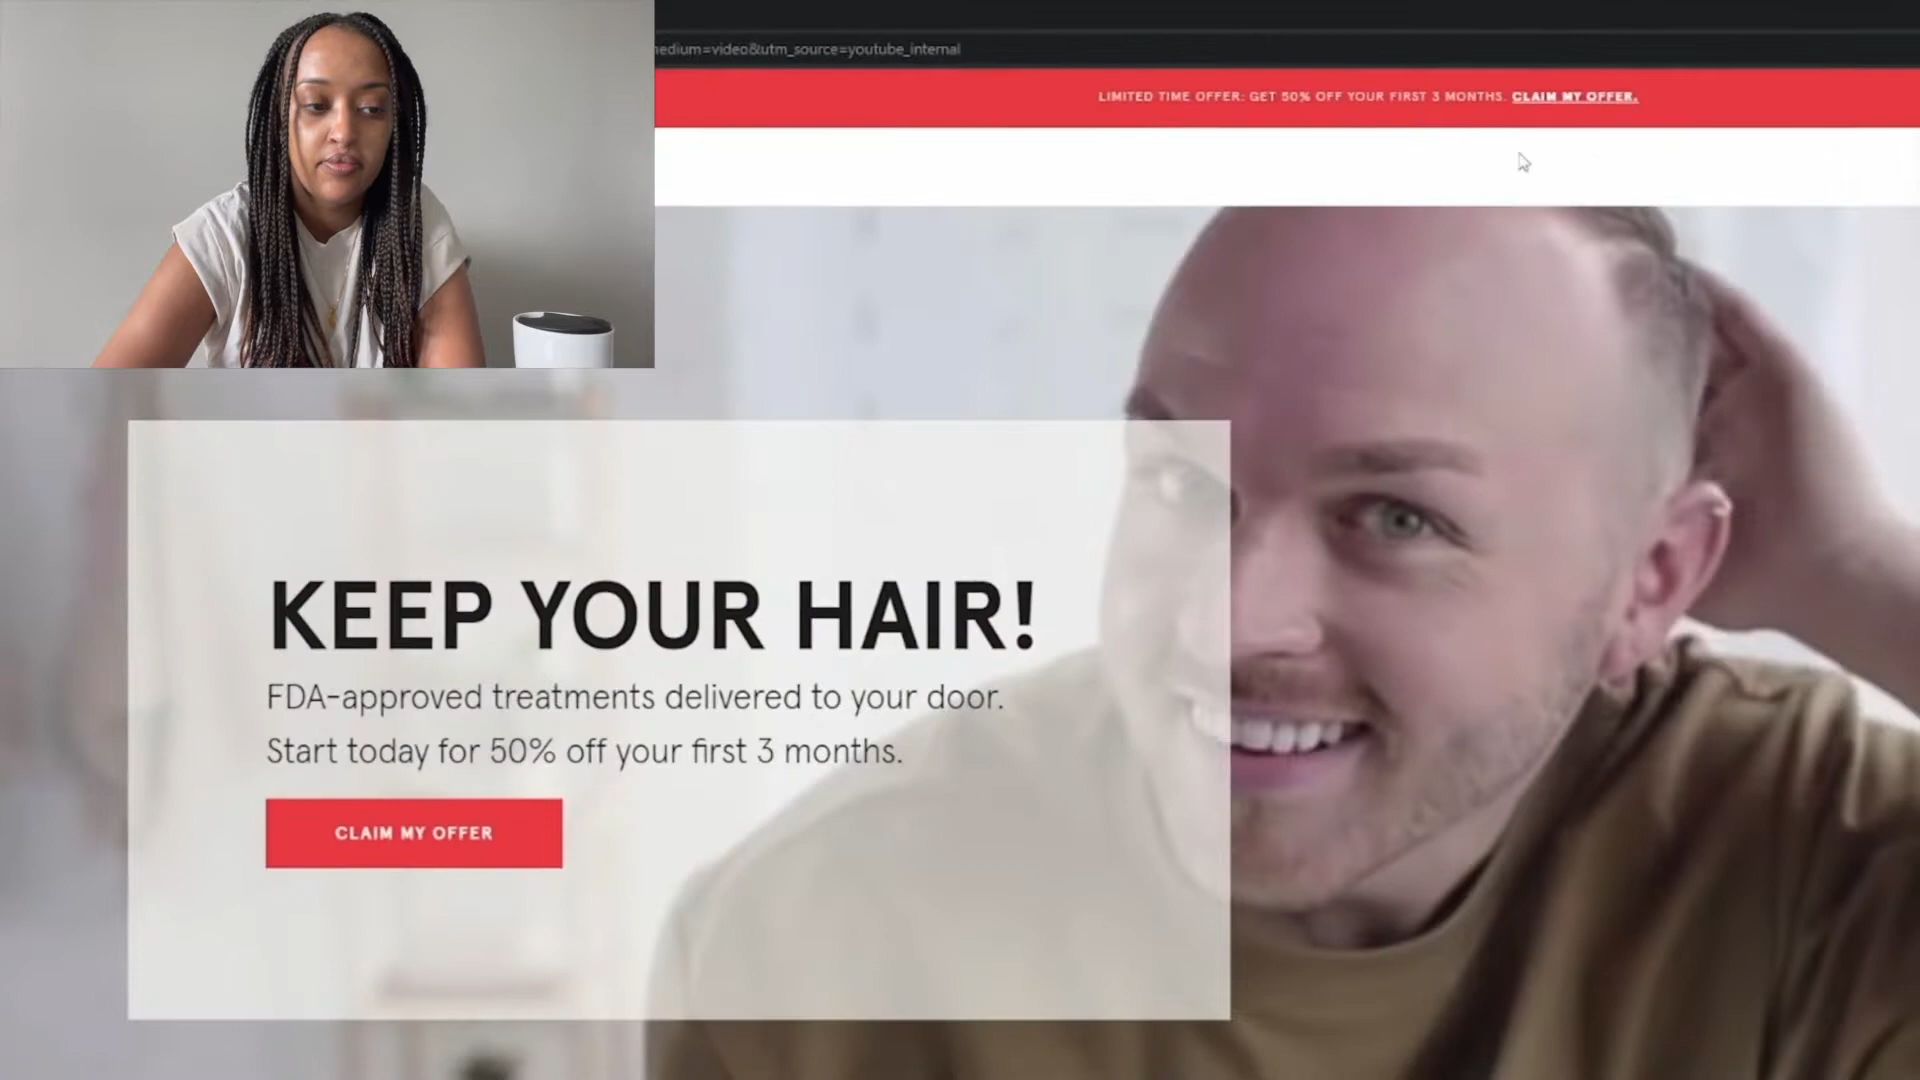 medium=video&utm_source=youtube_internal
LIMITED TIME OFFER: GET 50% OFF YOUR FIRST 3 MONTHS. CLAIM MY OFFER.
KEEP YOUR HAIR!
FDA-approved treatments delivered to your door.
Start today for 50% off your first 3 months.
CLAIM MY OFFER